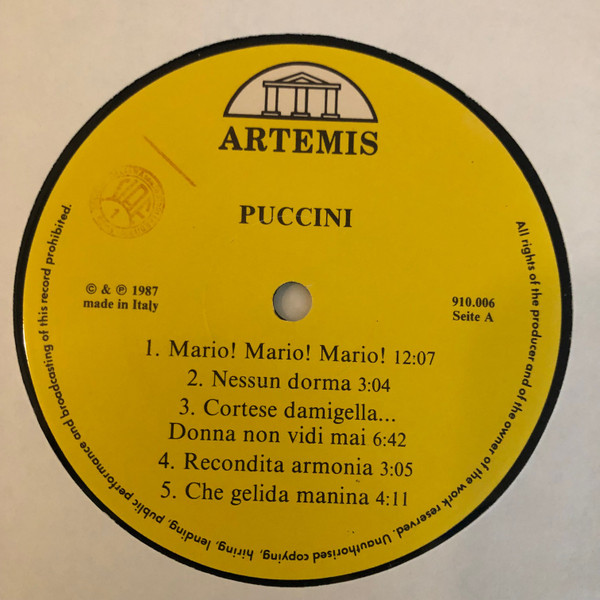 ARTEMIS
PUCCINI
© & ℗ 1987
made in Italy
910.006
Seite A
1. Mario! Mario! Mario! 12:07
2. Nessun dorma 3:04
3. Cortese damigella...
Donna non vidi mai 6:42
4. Recondita armonia 3:05
5. Che gelida manina 4:11
All rights of the producer and of the owner of the work reserved. Unauthorised copying, hiring, lending, public performance and broadcasting of this record prohibited.